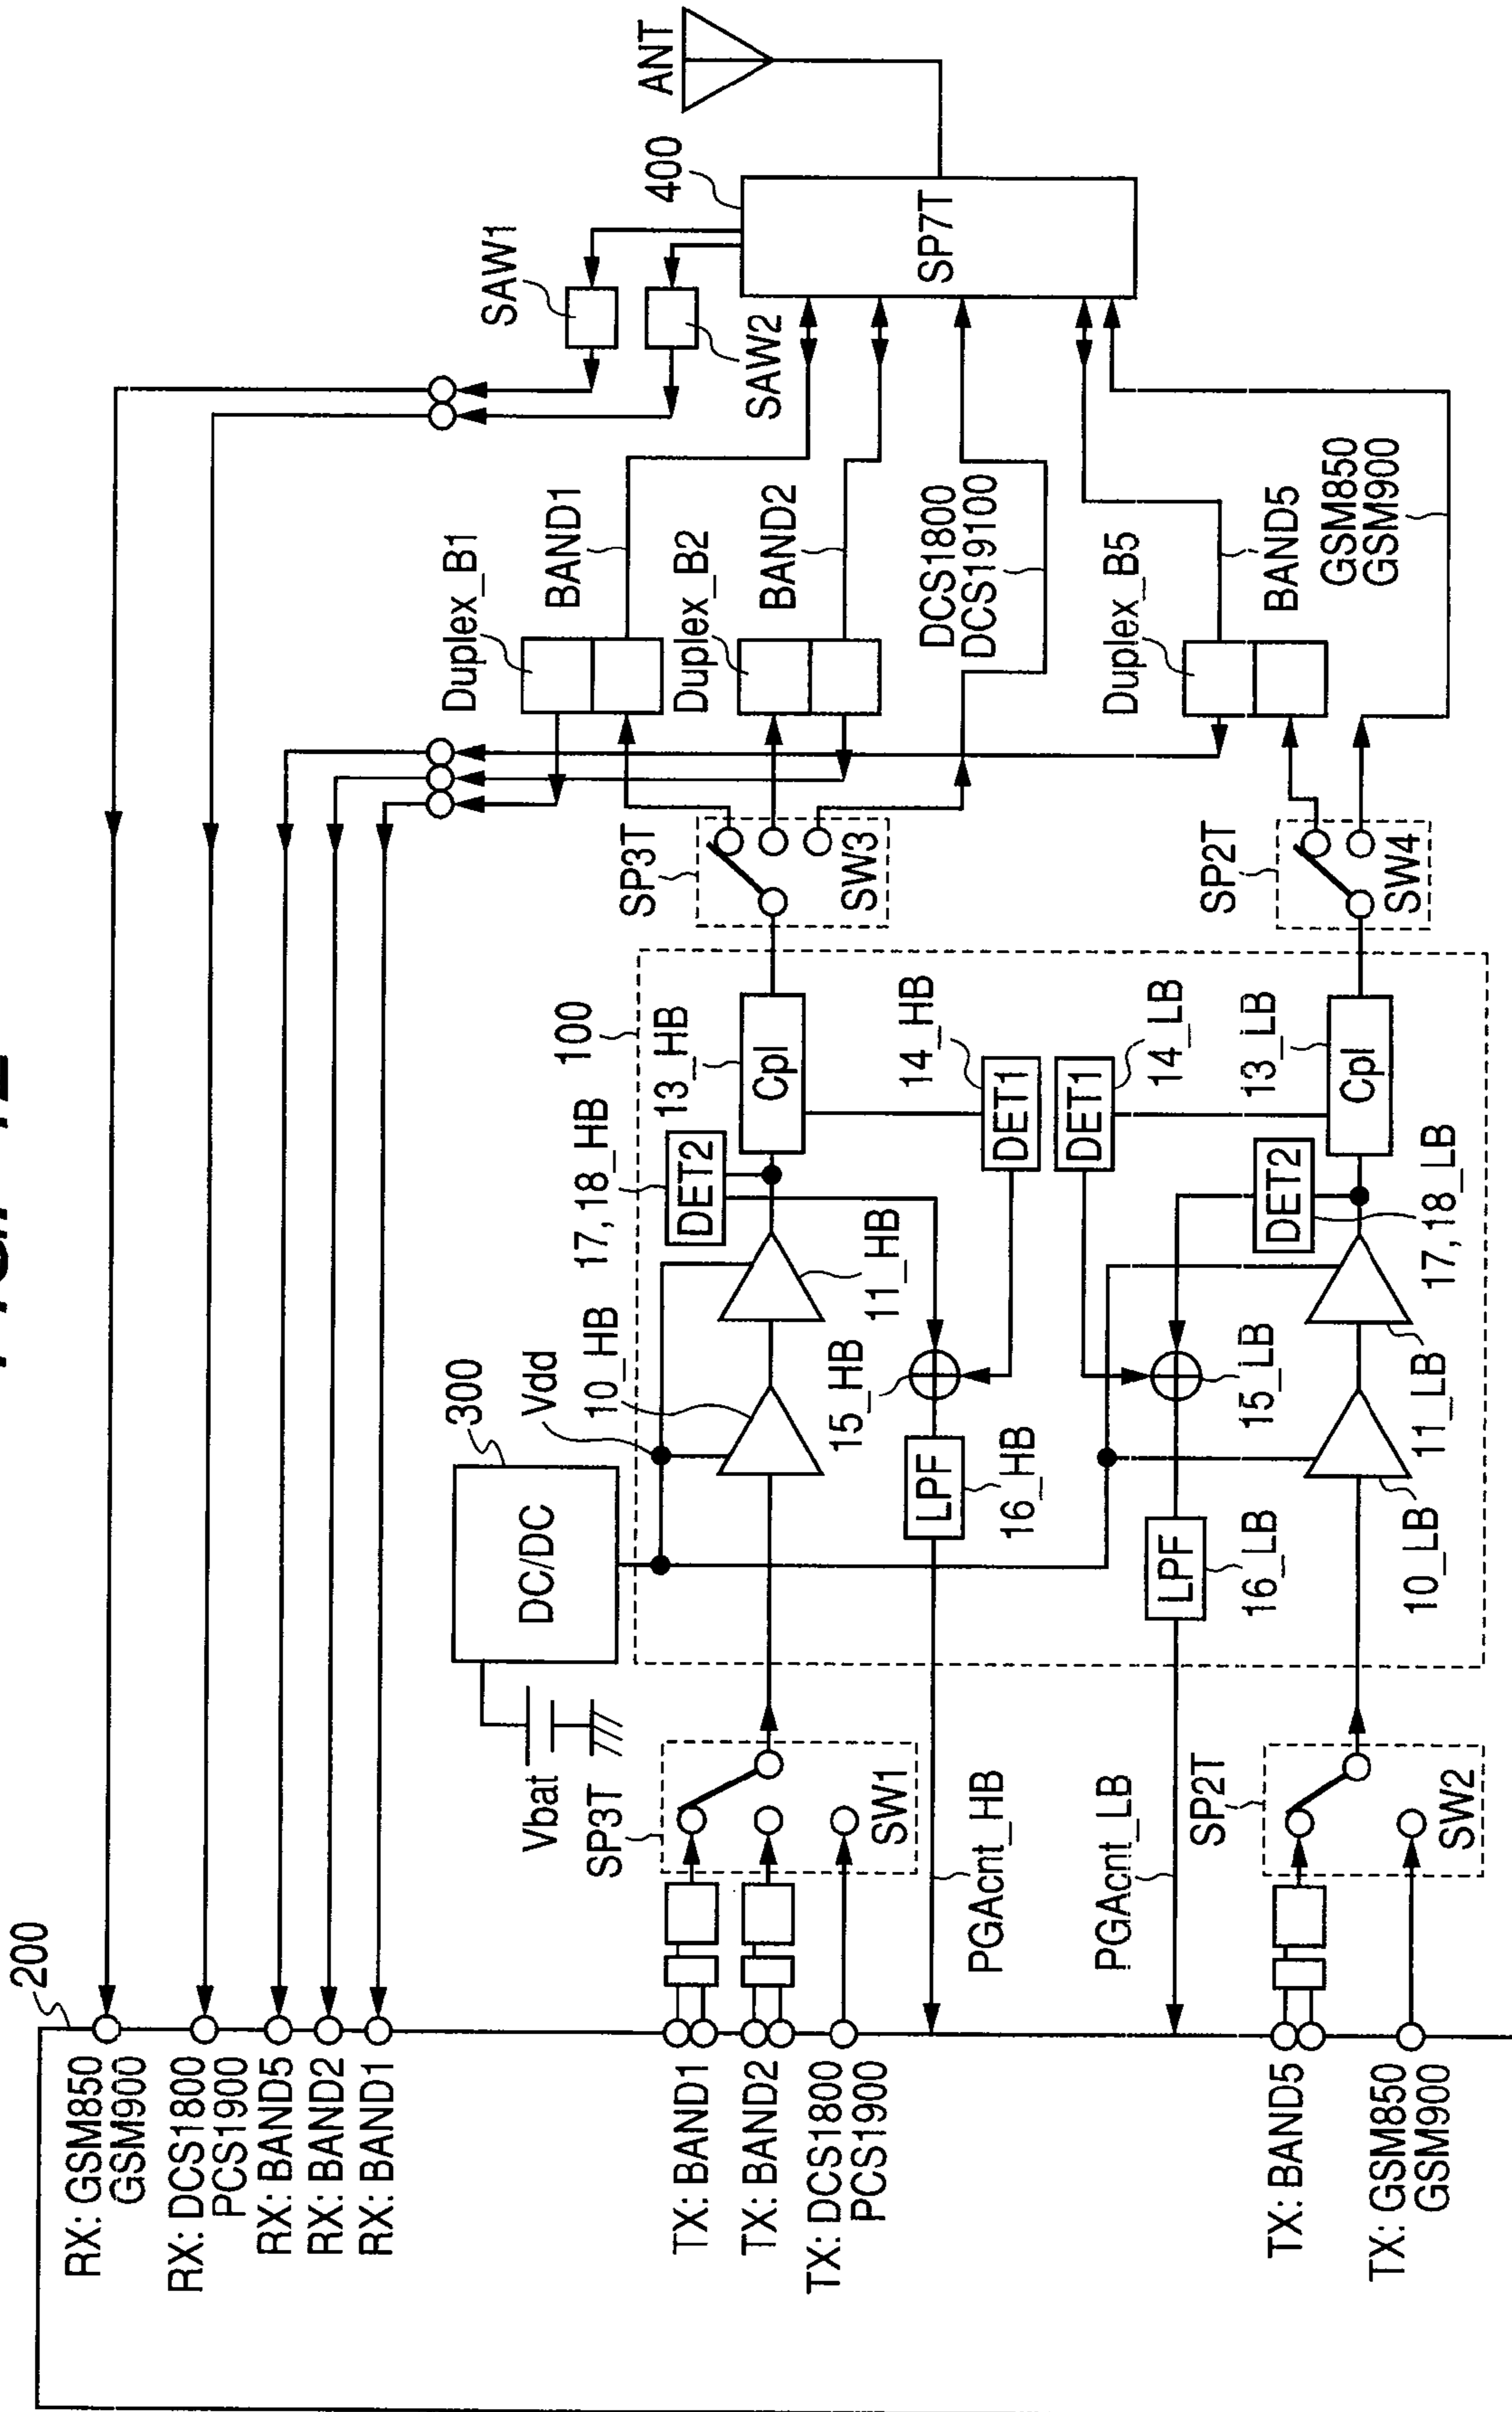 200
RX: GSM850
GSM900
RX: DCS1800
PCS1900
RX: BAND5
RX: BAND2
RX: BAND1
TX: BAND1
TX: BAND2
TX: DCS1800
PCS1900
TX: BAND5
TX: GSM850
GSM900
Vbat
SP3T
SW1
PGAcnt_HB
PGAcnt_LB
SP2T
SW2
300
DC/DC
Vdd
10_HB
11_HB
17, 18_HB
DET2
100
13_HB
Cpl
14_HB
DET1
15_HB
LPF
16_HB
14_LB
DET1
15_LB
LPF
16_LB
10_LB
11_LB
17, 18_LB
DET2
13_LB
Cpl
SP3T
SW3
SP2T
SW4
Duplex_B1
BAND1
Duplex_B2
BAND2
DCS1800
DCS19100
Duplex_B5
BAND5
GSM850
GSM900
SAW1
SAW2
400
SP7T
ANT